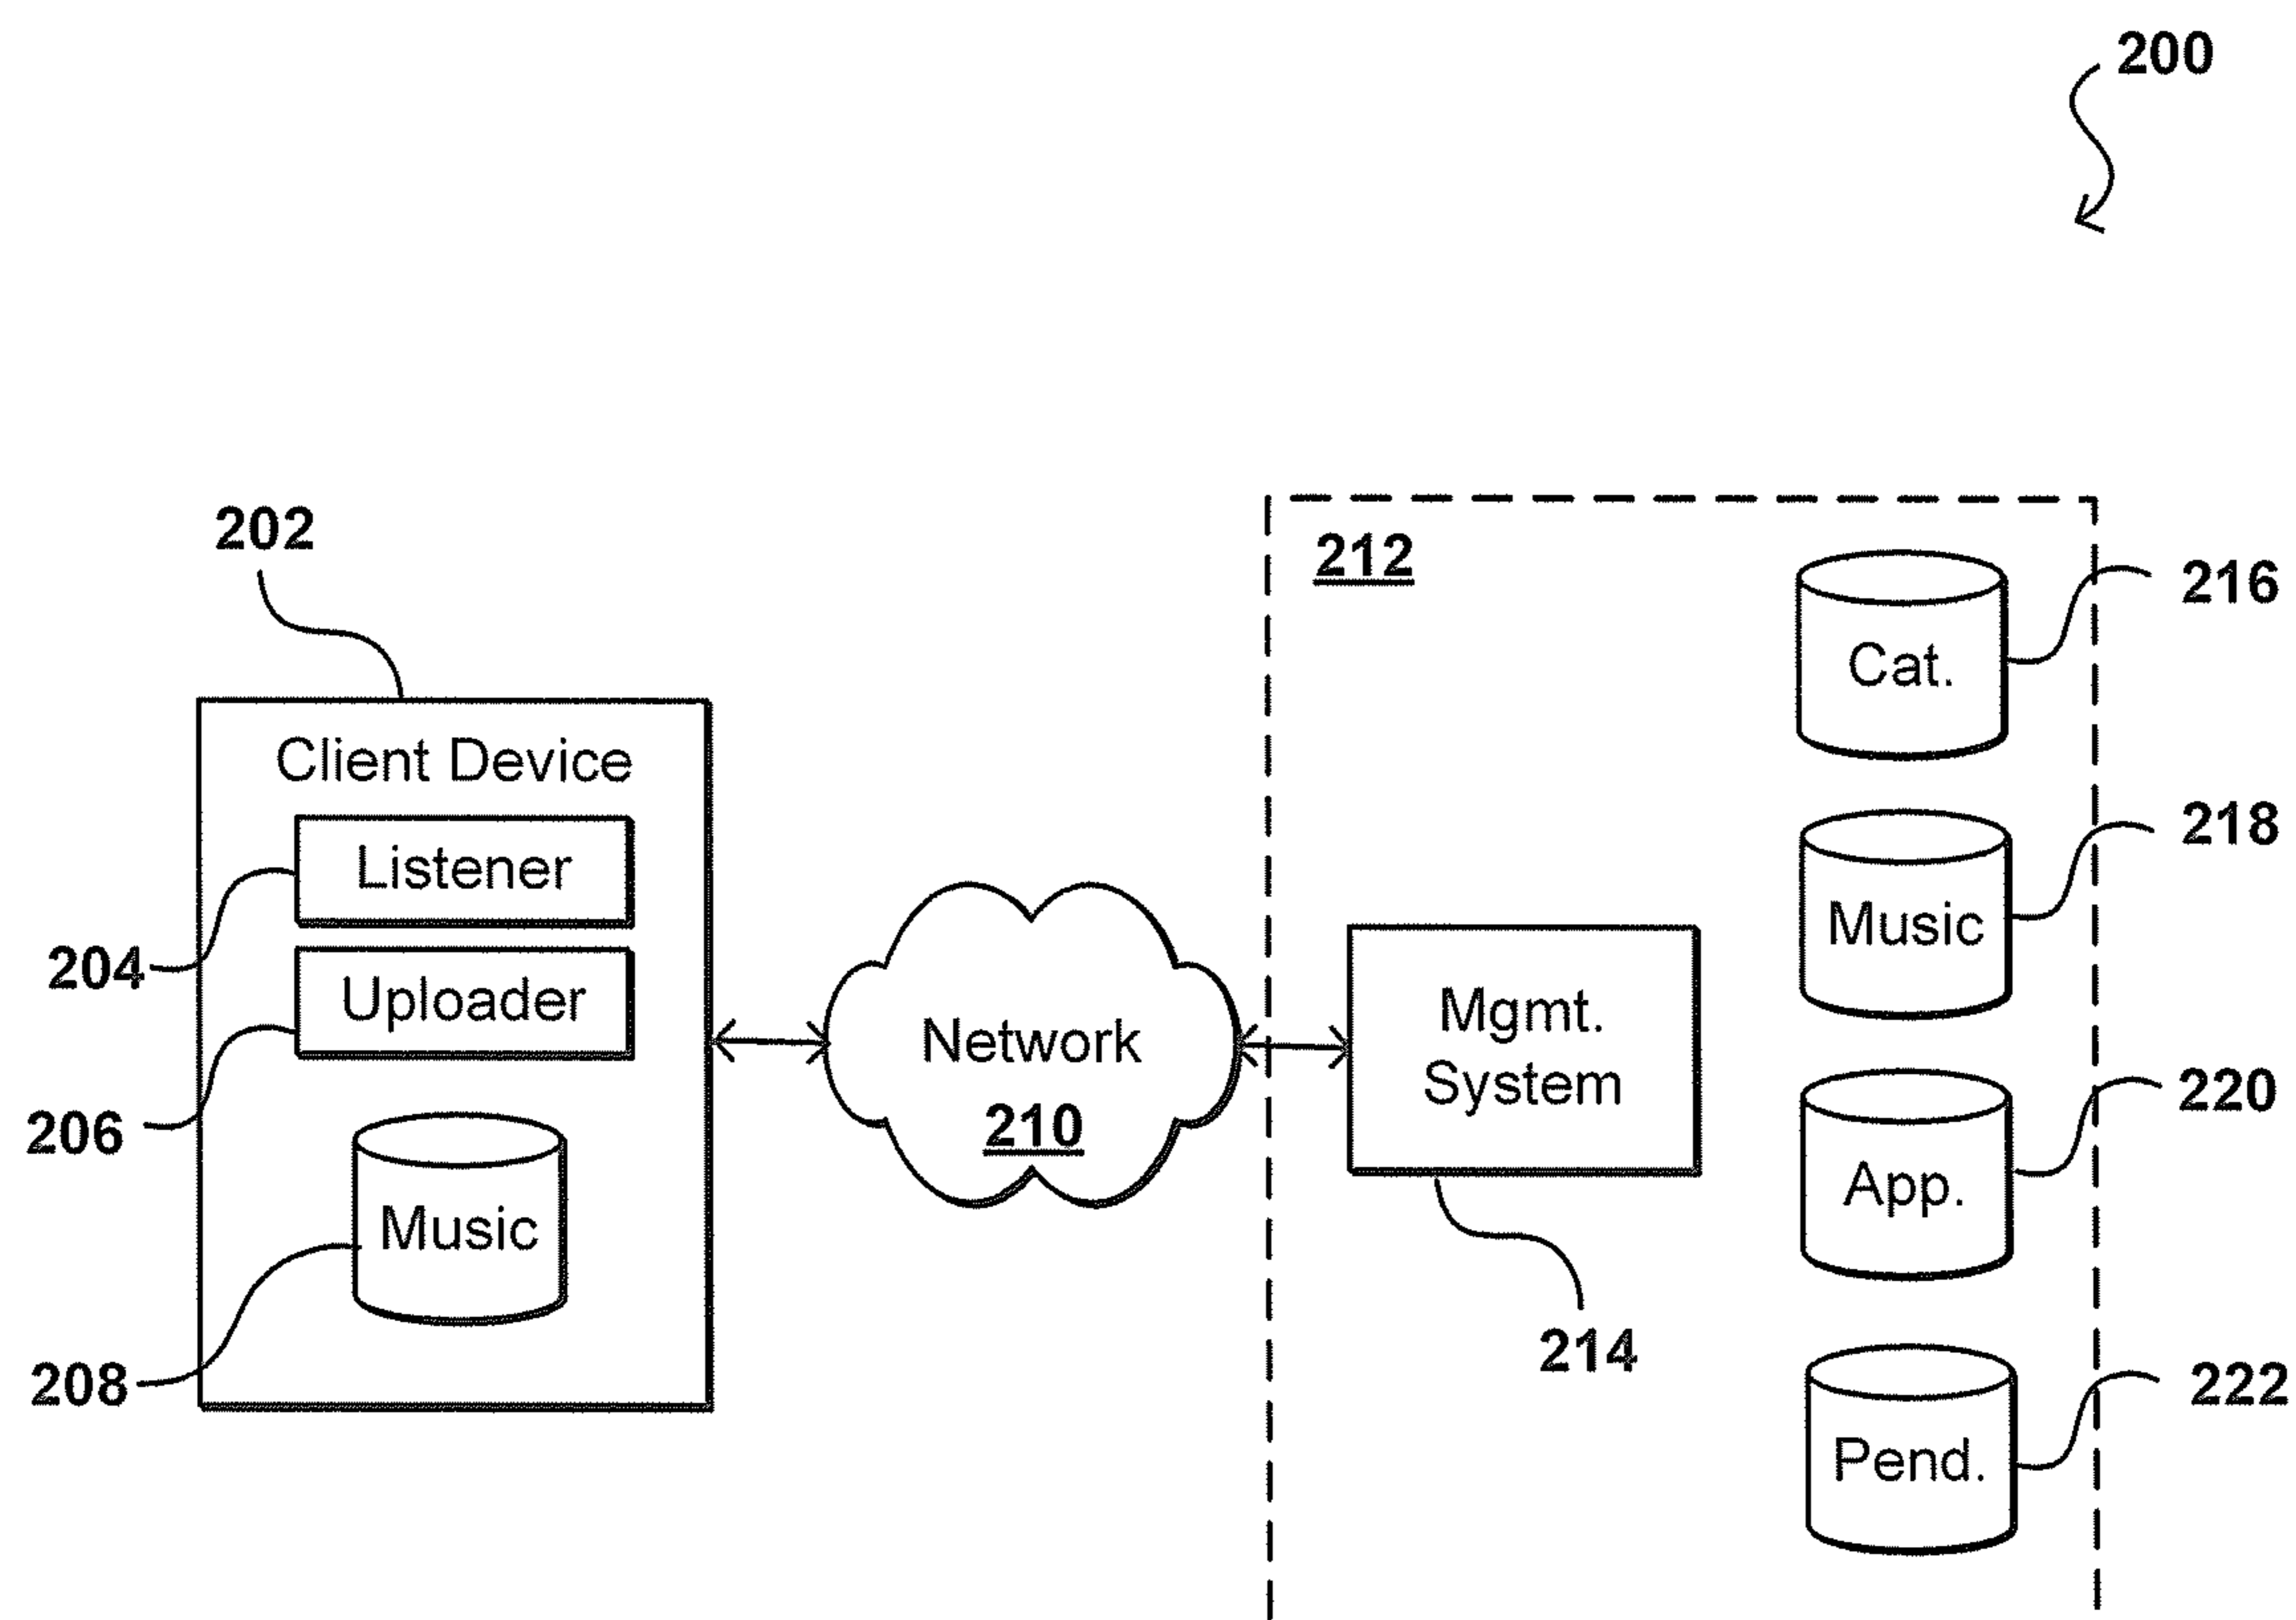 200
202
212
216
Cat.
Client Device
Listener
218
Music
204
Uploader
Network
210
Mgmt.
System
206
220
App.
Music
208
214
222
Pend.